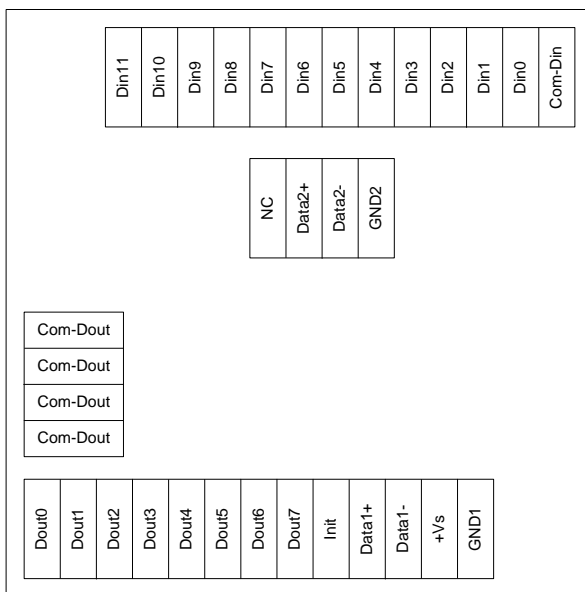 Din11 Din10 Din9 Din8 Din7 Din6 Din5 Din4 Din3 Din2 Din1 Din0 Com-Din
NC Data2+ Data2- GND2
Com-Dout
Com-Dout
Com-Dout
Com-Dout
Dout0 Dout1 Dout2 Dout3 Dout4 Dout5 Dout6 Dout7 Init Data1+ Data1- +Vs GND1